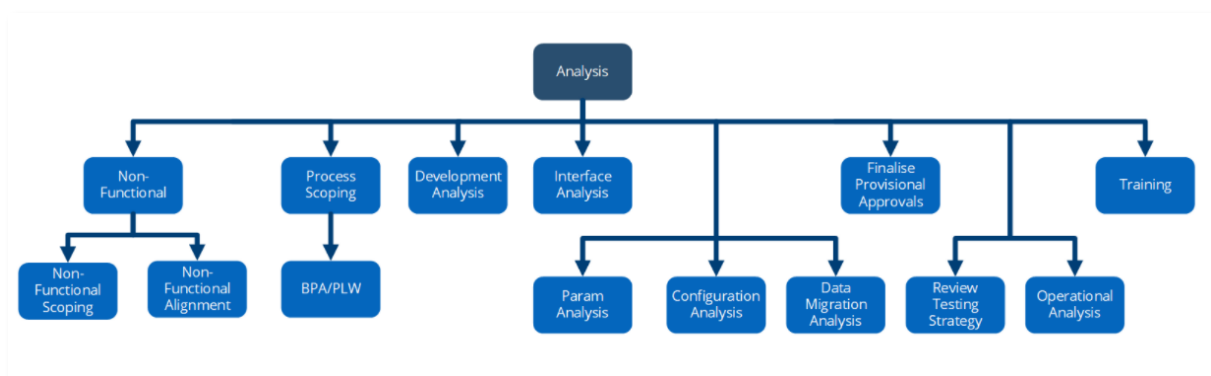 Analysis
Non-
Functional
Process
Scoping
Development
Analysis
Interface
Analysis
Finalise
Provisional
Approvals
Training
Non-
Functional
Scoping
Non-
Functional
Alignment
BPA/PLW
Param
Analysis
Configuration
Analysis
Data
Migration
Analysis
Review
Testing
Strategy
Operational
Analysis